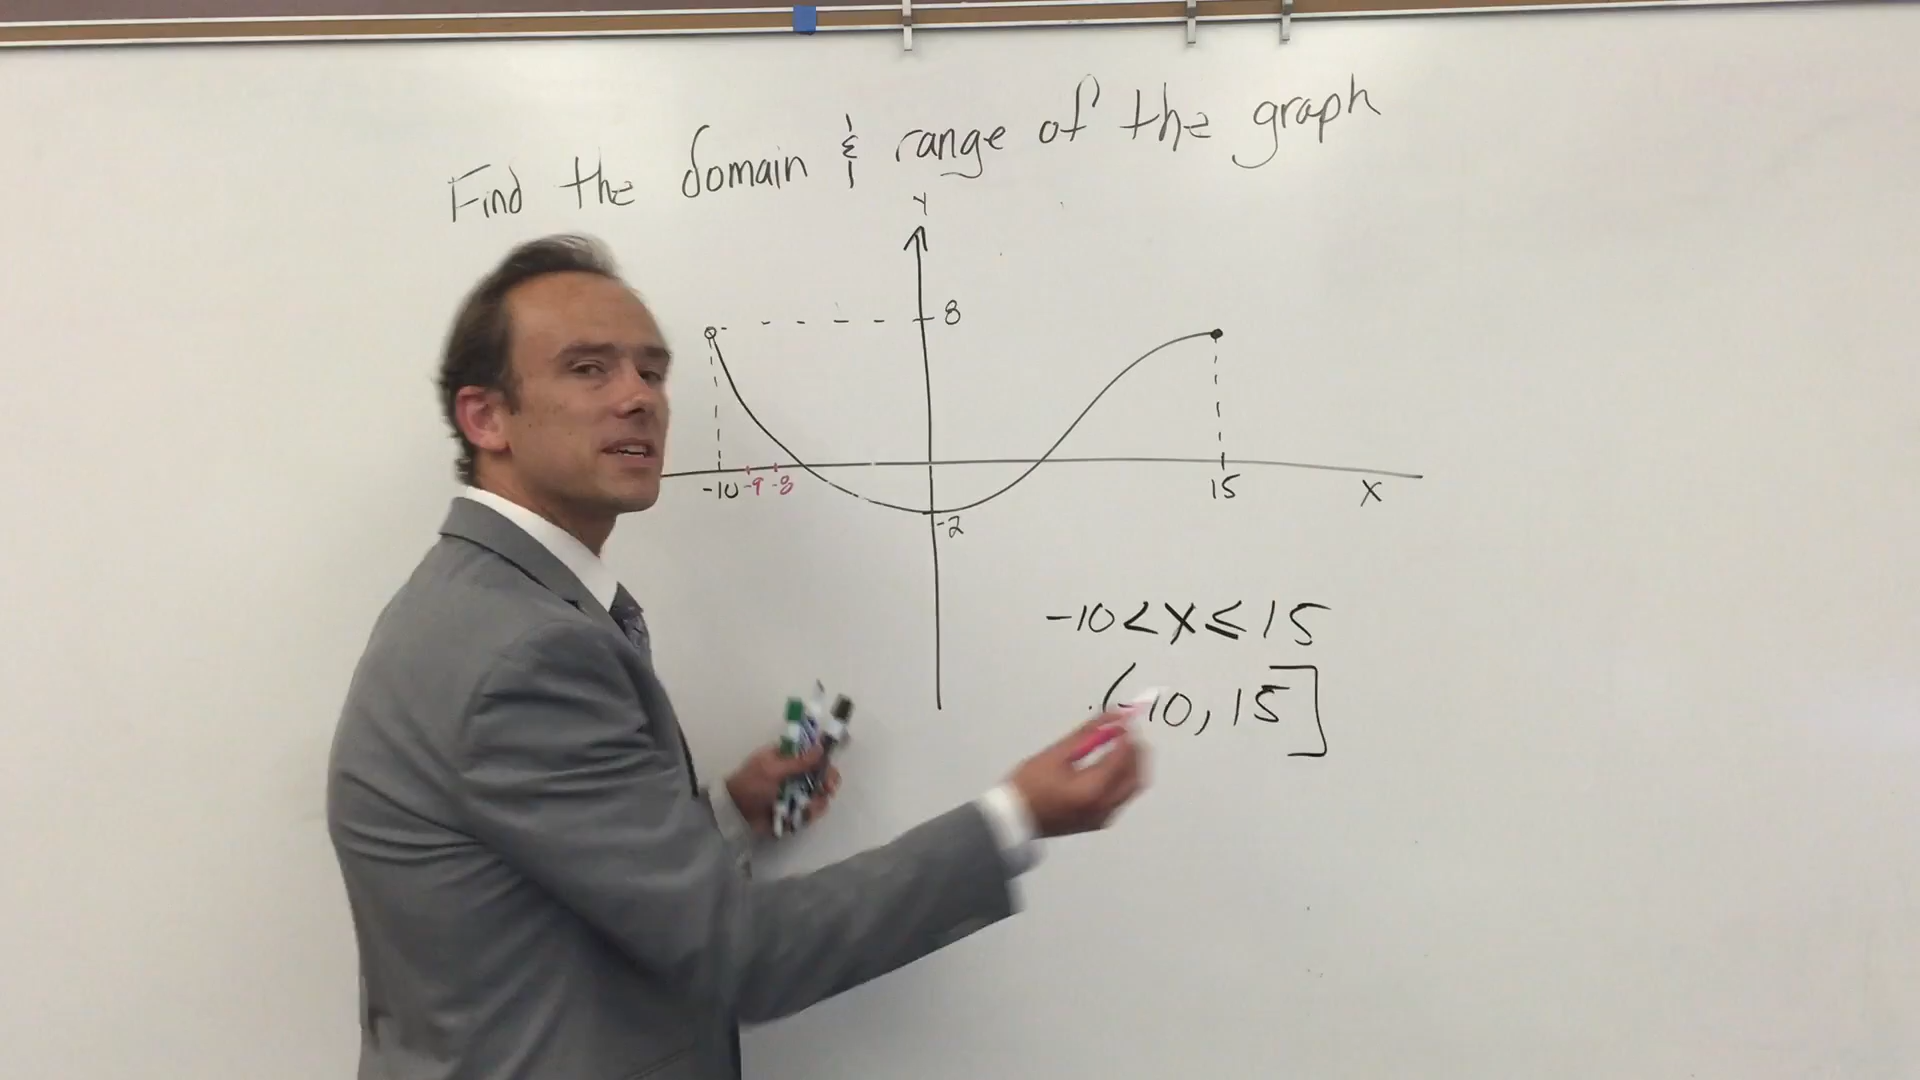 Find the domain & range of the graph
Y
8
-10 -9 -8
15
X
-2
-10<X≤15
(-10, 15]